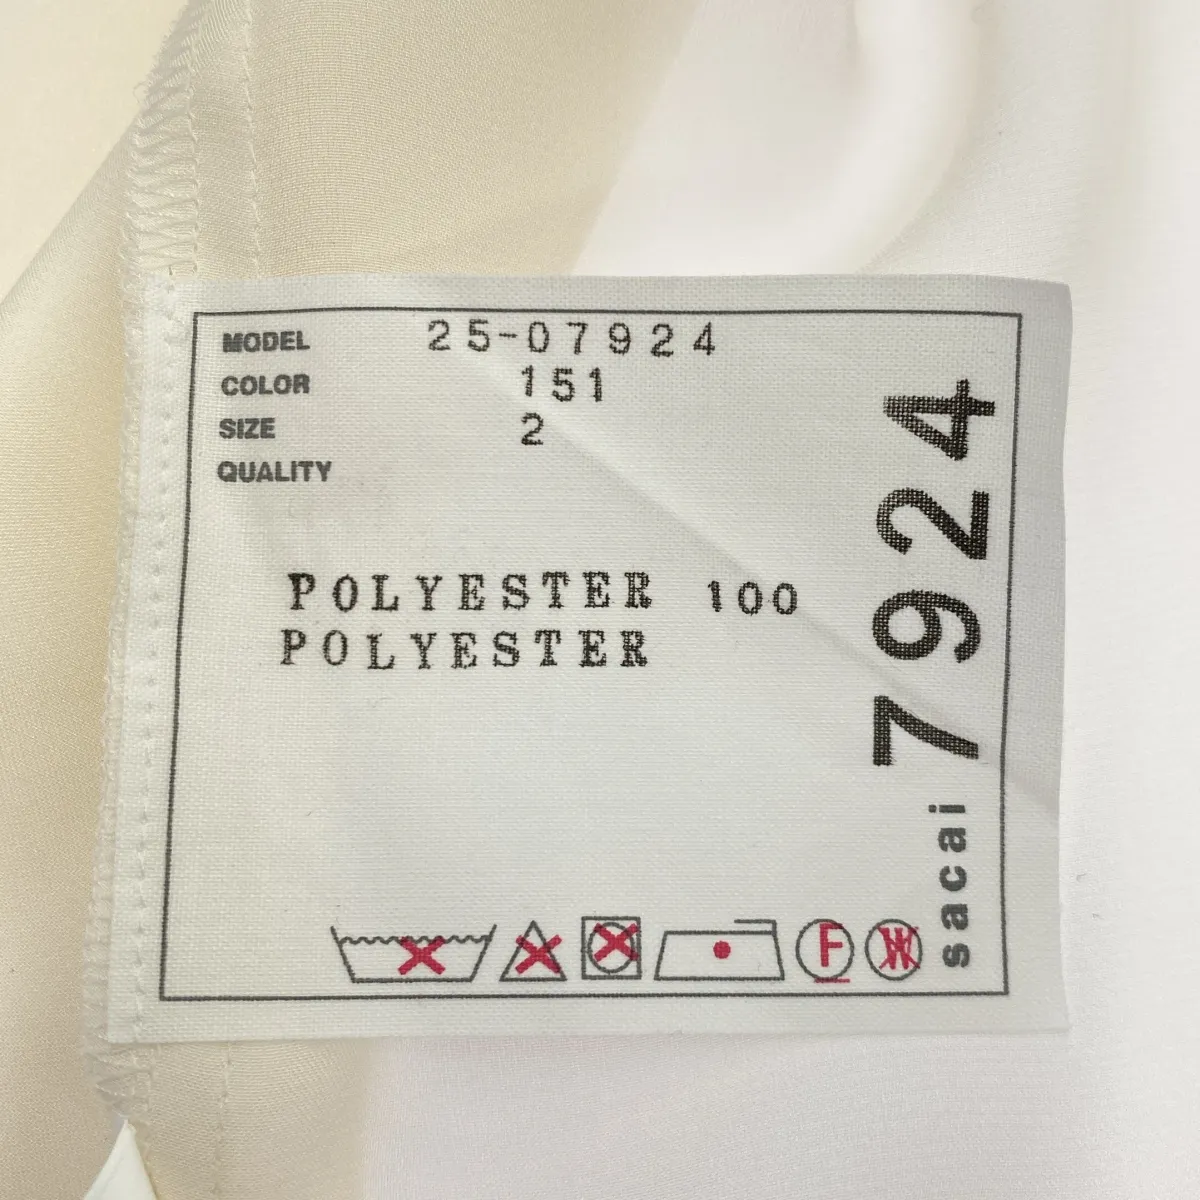 MODEL 25-07924
COLOR 151
SIZE 2
QUALITY
POLYESTER 100
POLYESTER
F
W
sacai 7924